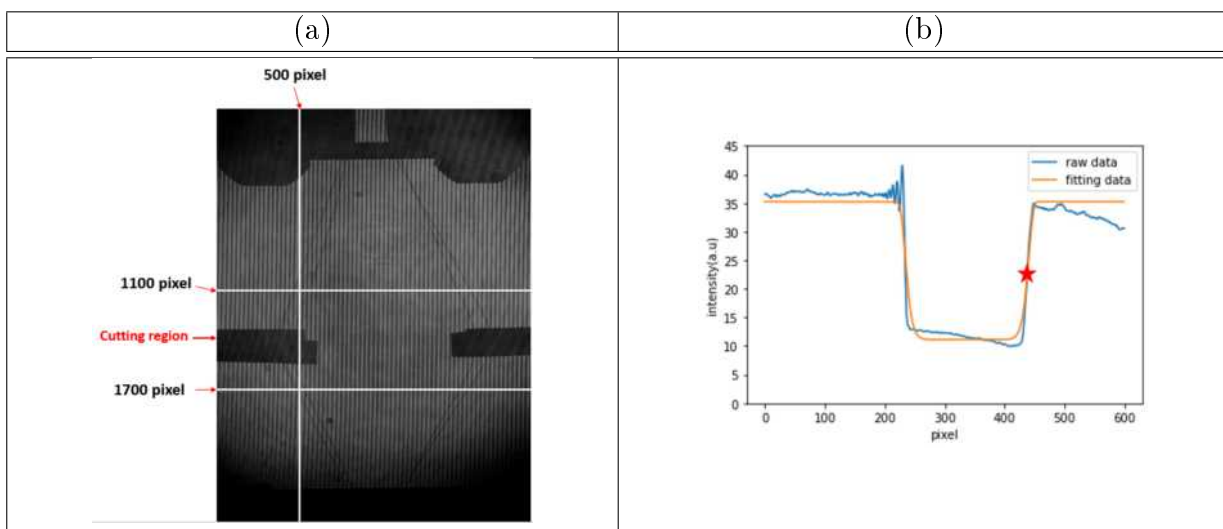 (a)
(b)
500 pixel
1100 pixel
Cutting region
1700 pixel
45
40
35
30
25
20
15
10
5
0
intensity(a.u)
raw data
fitting data
0 100 200 300 400 500 600
pixel